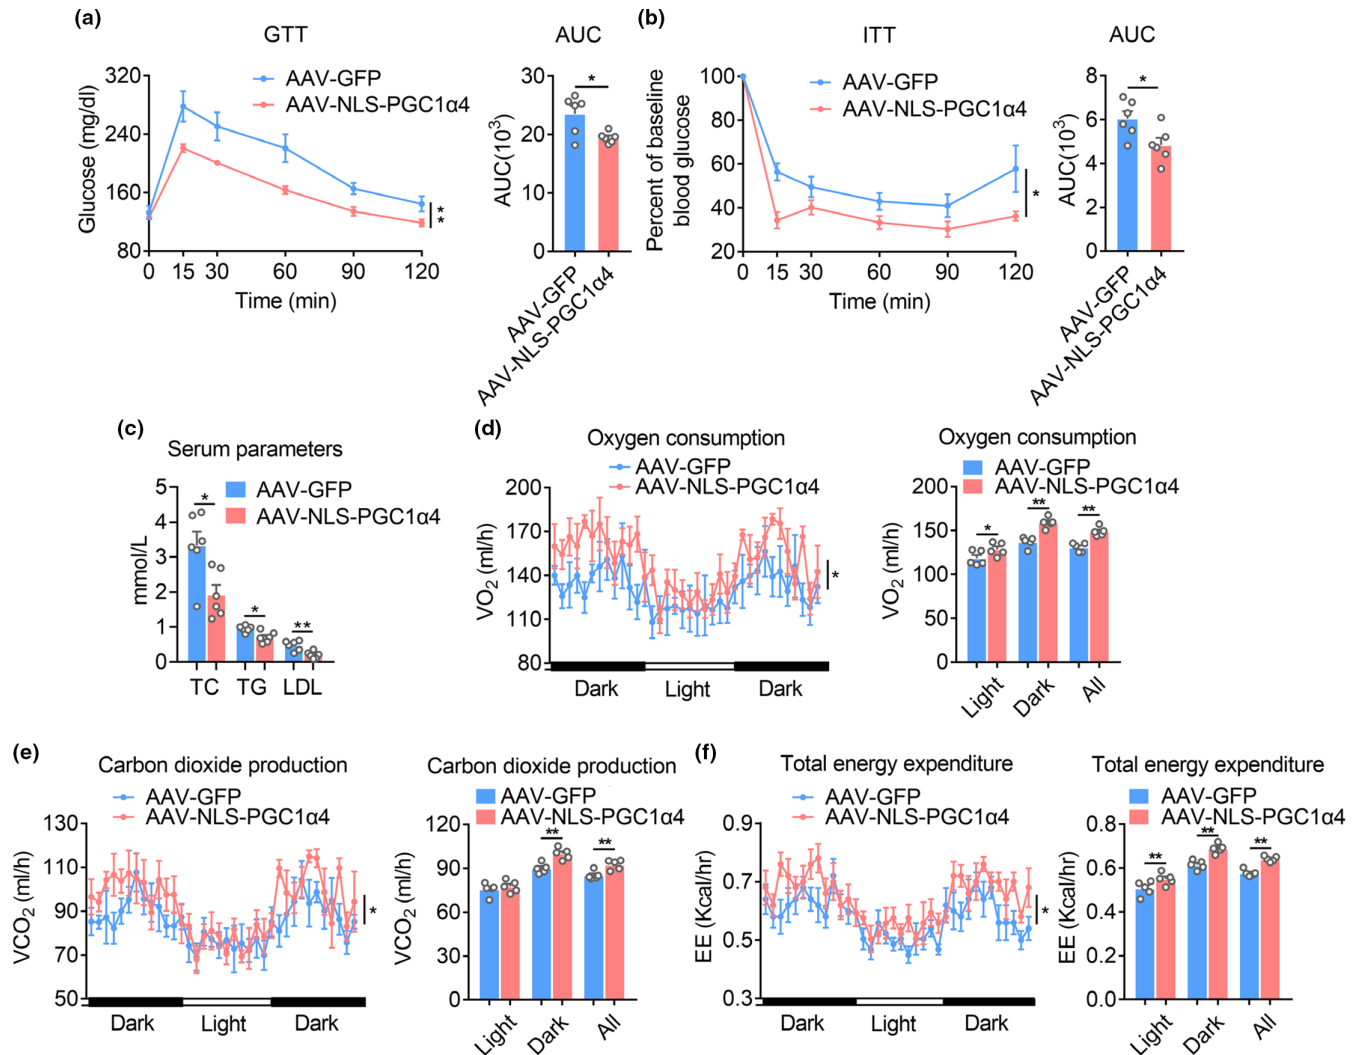 (a)
GTT
AAV-GFP
AAV-NLS-PGC1α4
Glucose (mg/dl)
320
240
160
80
0 15 30 60 90 120
Time (min)
**
AUC
AUC(10³)
30
20
10
0
*
AAV-GFP
AAV-NLS-PGC1α4
(b)
ITT
AAV-GFP
AAV-NLS-PGC1α4
Percent of baseline
blood glucose
100
80
60
40
20
0 15 30 60 90 120
Time (min)
*
AUC
AUC(10³)
8
6
4
2
0
*
AAV-GFP
AAV-NLS-PGC1α4
(c)
Serum parameters
AAV-GFP
AAV-NLS-PGC1α4
mmol/L
5
4
3
2
1
0
* * **
TC TG LDL
(d)
Oxygen consumption
AAV-GFP
AAV-NLS-PGC1α4
VO₂ (ml/h)
200
170
140
110
80
*
Dark Light Dark
Oxygen consumption
AAV-GFP
AAV-NLS-PGC1α4
VO₂ (ml/h)
200
150
100
50
0
* ** **
Light Dark All
(e)
Carbon dioxide production
AAV-GFP
AAV-NLS-PGC1α4
VCO₂ (ml/h)
130
110
90
70
50
*
Dark Light Dark
Carbon dioxide production
AAV-GFP
AAV-NLS-PGC1α4
VCO₂ (ml/h)
120
90
60
30
0
** **
Light Dark All
(f)
Total energy expenditure
AAV-GFP
AAV-NLS-PGC1α4
EE (Kcal/hr)
0.9
0.7
0.5
0.3
*
Dark Light Dark
Total energy expenditure
AAV-GFP
AAV-NLS-PGC1α4
EE (Kcal/hr)
0.8
0.6
0.4
0.2
0.0
** ** **
Light Dark All